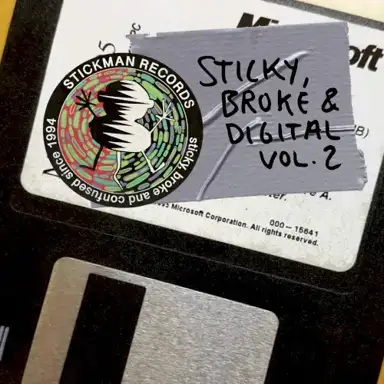 Microsoft
STICKY,
BROKE &
DIGITAL
VOL. 2
STICKMAN RECORDS
sticky, broke and confused since 1994
Microsoft Corporation.
000-15641
All rights reserved.